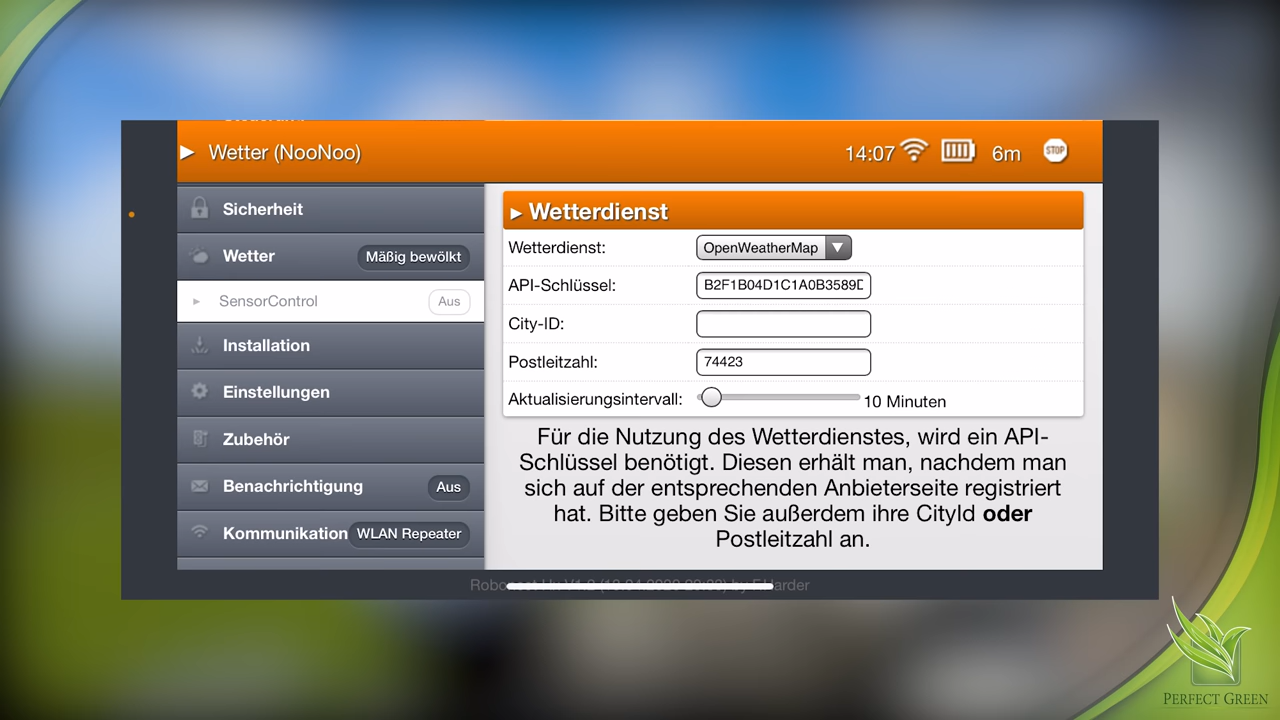 Wetter (NooNoo)
14:07
6m
STOP
Sicherheit
Wetter
Mäßig bewölkt
SensorControl
Aus
Installation
Einstellungen
Zubehör
Benachrichtigung
Aus
Kommunikation
WLAN Repeater
Wetterdienst
Wetterdienst:
OpenWeatherMap
API-Schlüssel:
B2F1B04D1C1A0B3589D
City-ID:
Postleitzahl:
74423
Aktualisierungsintervall:
10 Minuten
Für die Nutzung des Wetterdienstes, wird ein API-
Schlüssel benötigt. Diesen erhält man, nachdem man
sich auf der entsprechenden Anbieterseite registriert
hat. Bitte geben Sie außerdem ihre CityId oder
Postleitzahl an.
PERFECT GREEN